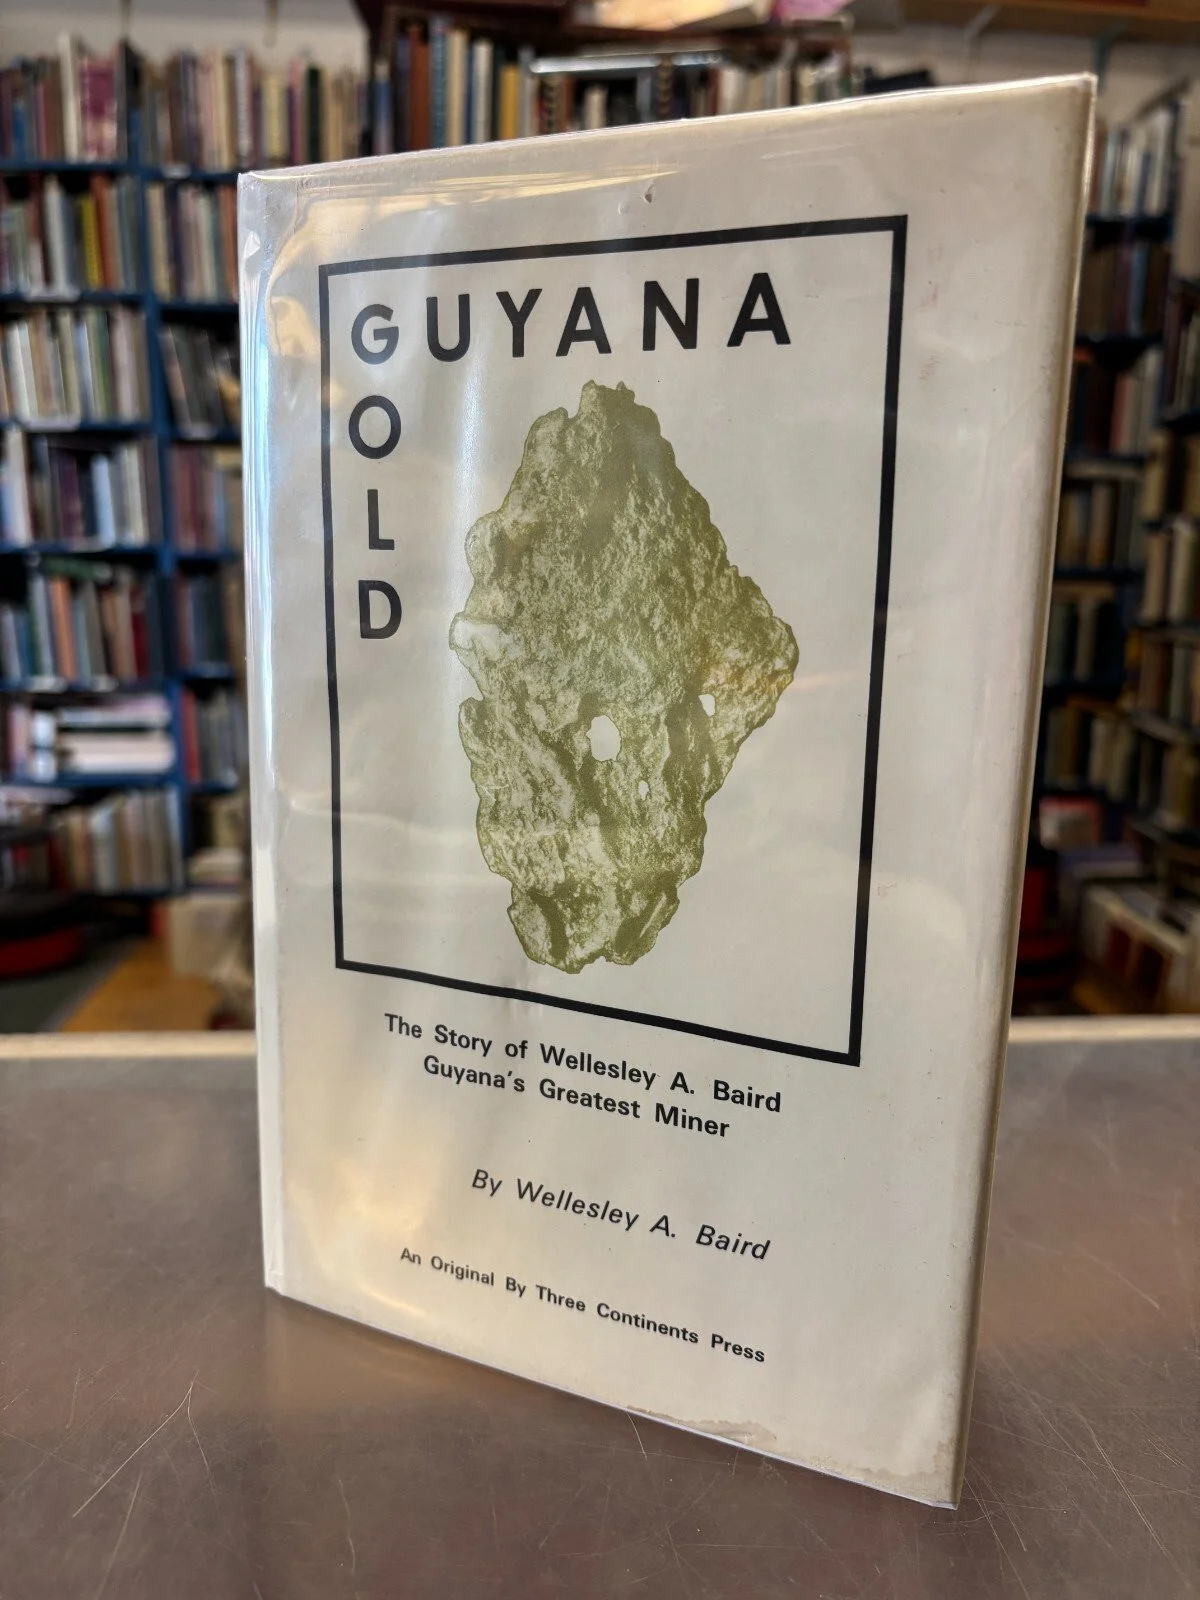 GUYANA
GOLD
The Story of Wellesley A. Baird
Guyana's Greatest Miner
By Wellesley A. Baird
An Original By Three Continents Press